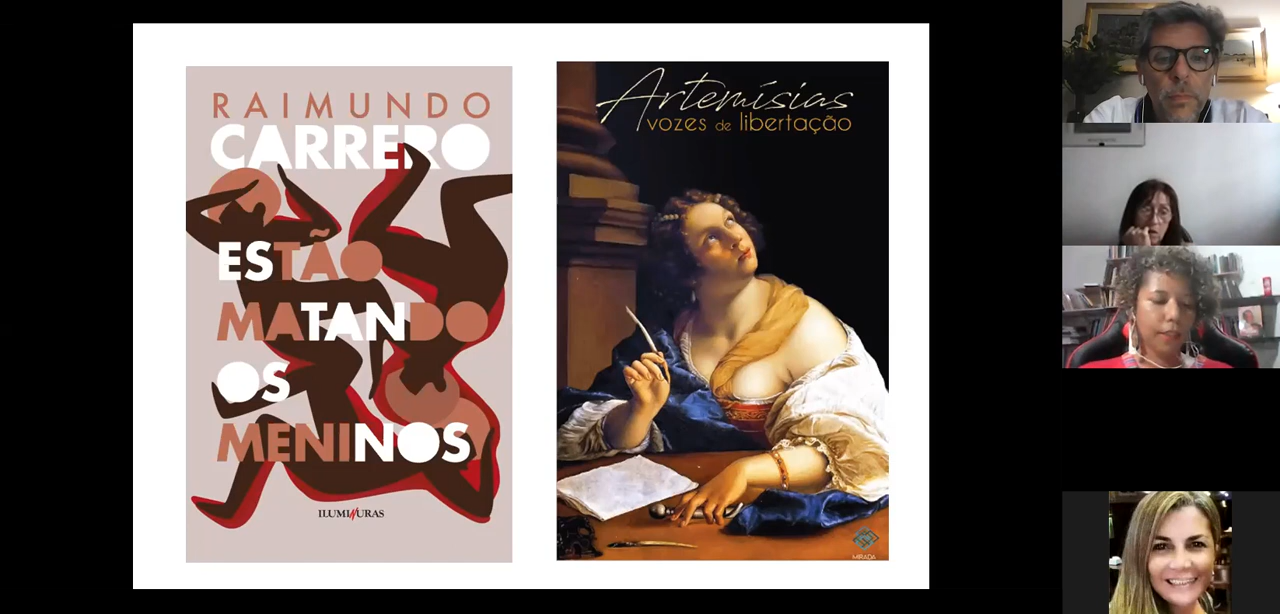 RAIMUNDO
CARRERO
ESTÃO
MATANDO
OS
MENINOS
ILUMINURAS
Artemísias
vozes de libertação
MIRADA